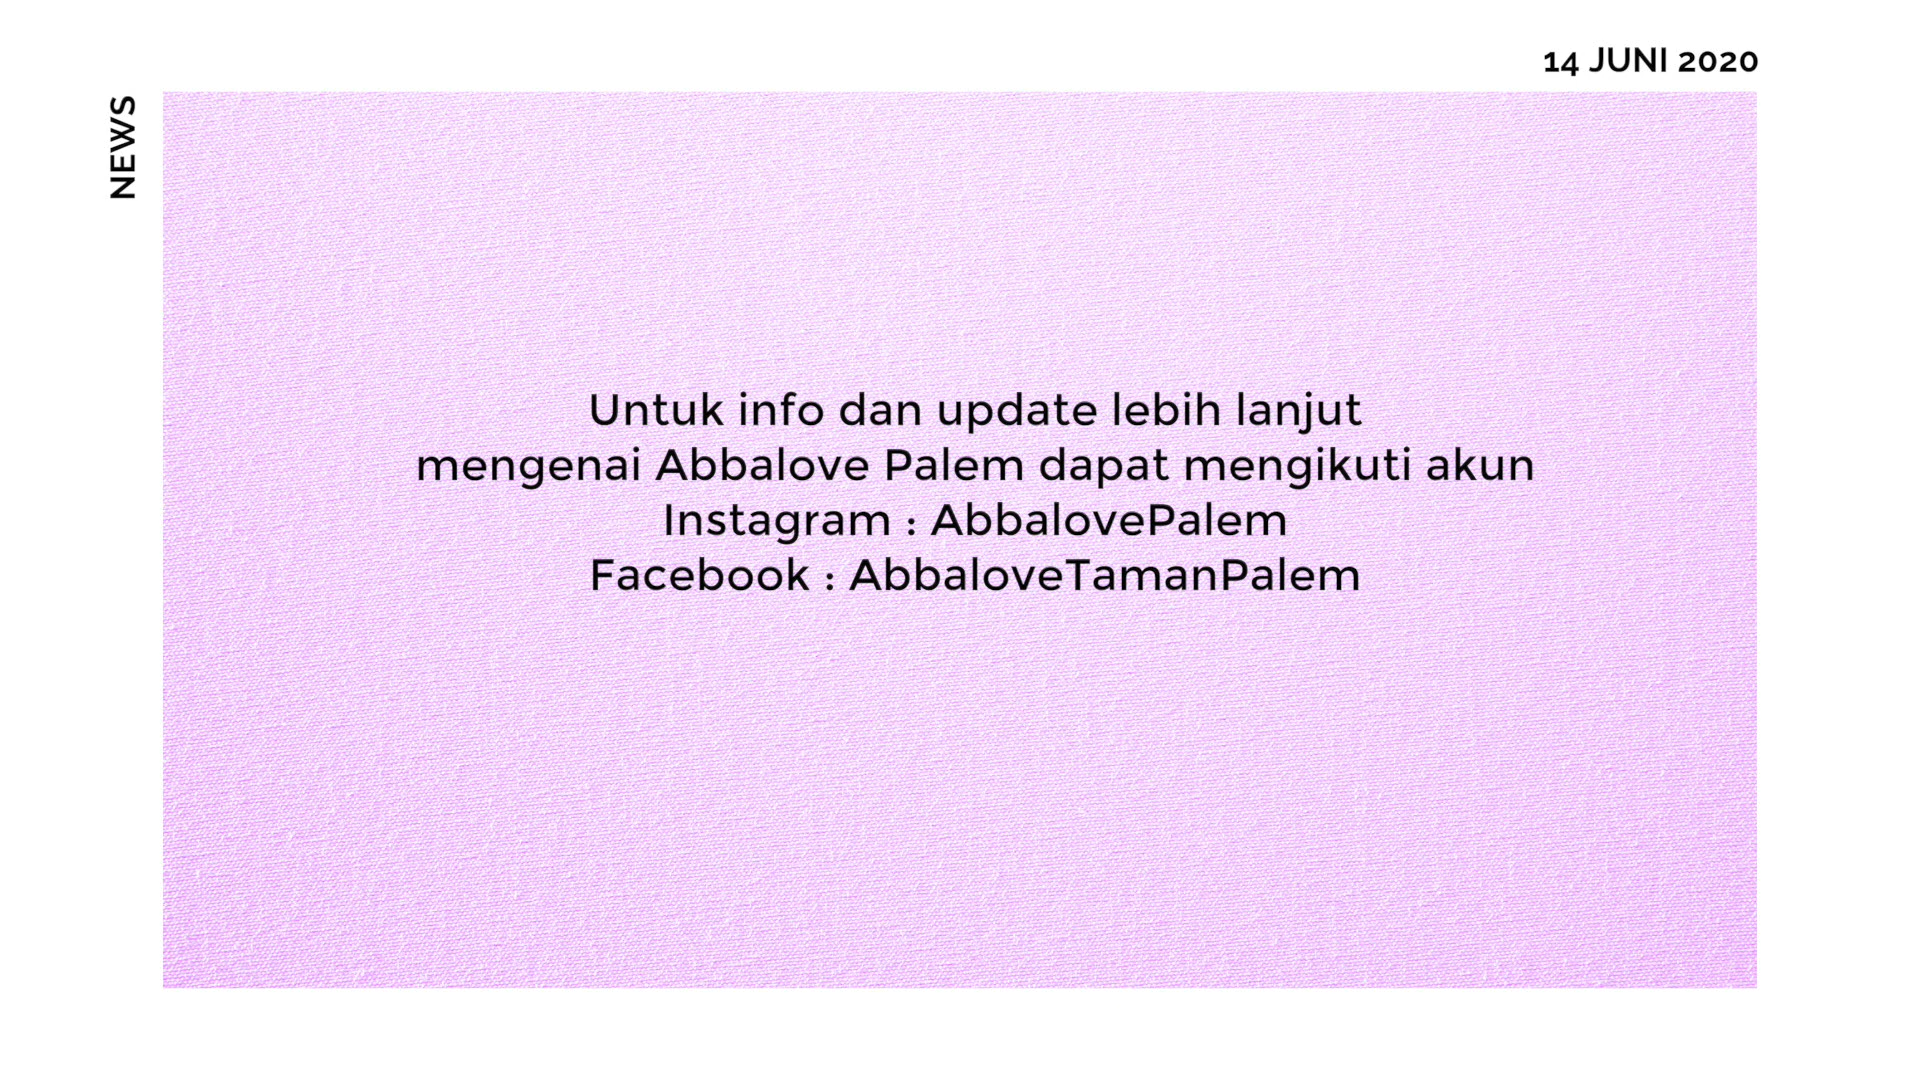 14 JUNI 2020
NEWS
Untuk info dan update lebih lanjut
mengenai Abbalove Palem dapat mengikuti akun
Instagram : AbbalovePalem
Facebook : AbbaloveTamanPalem